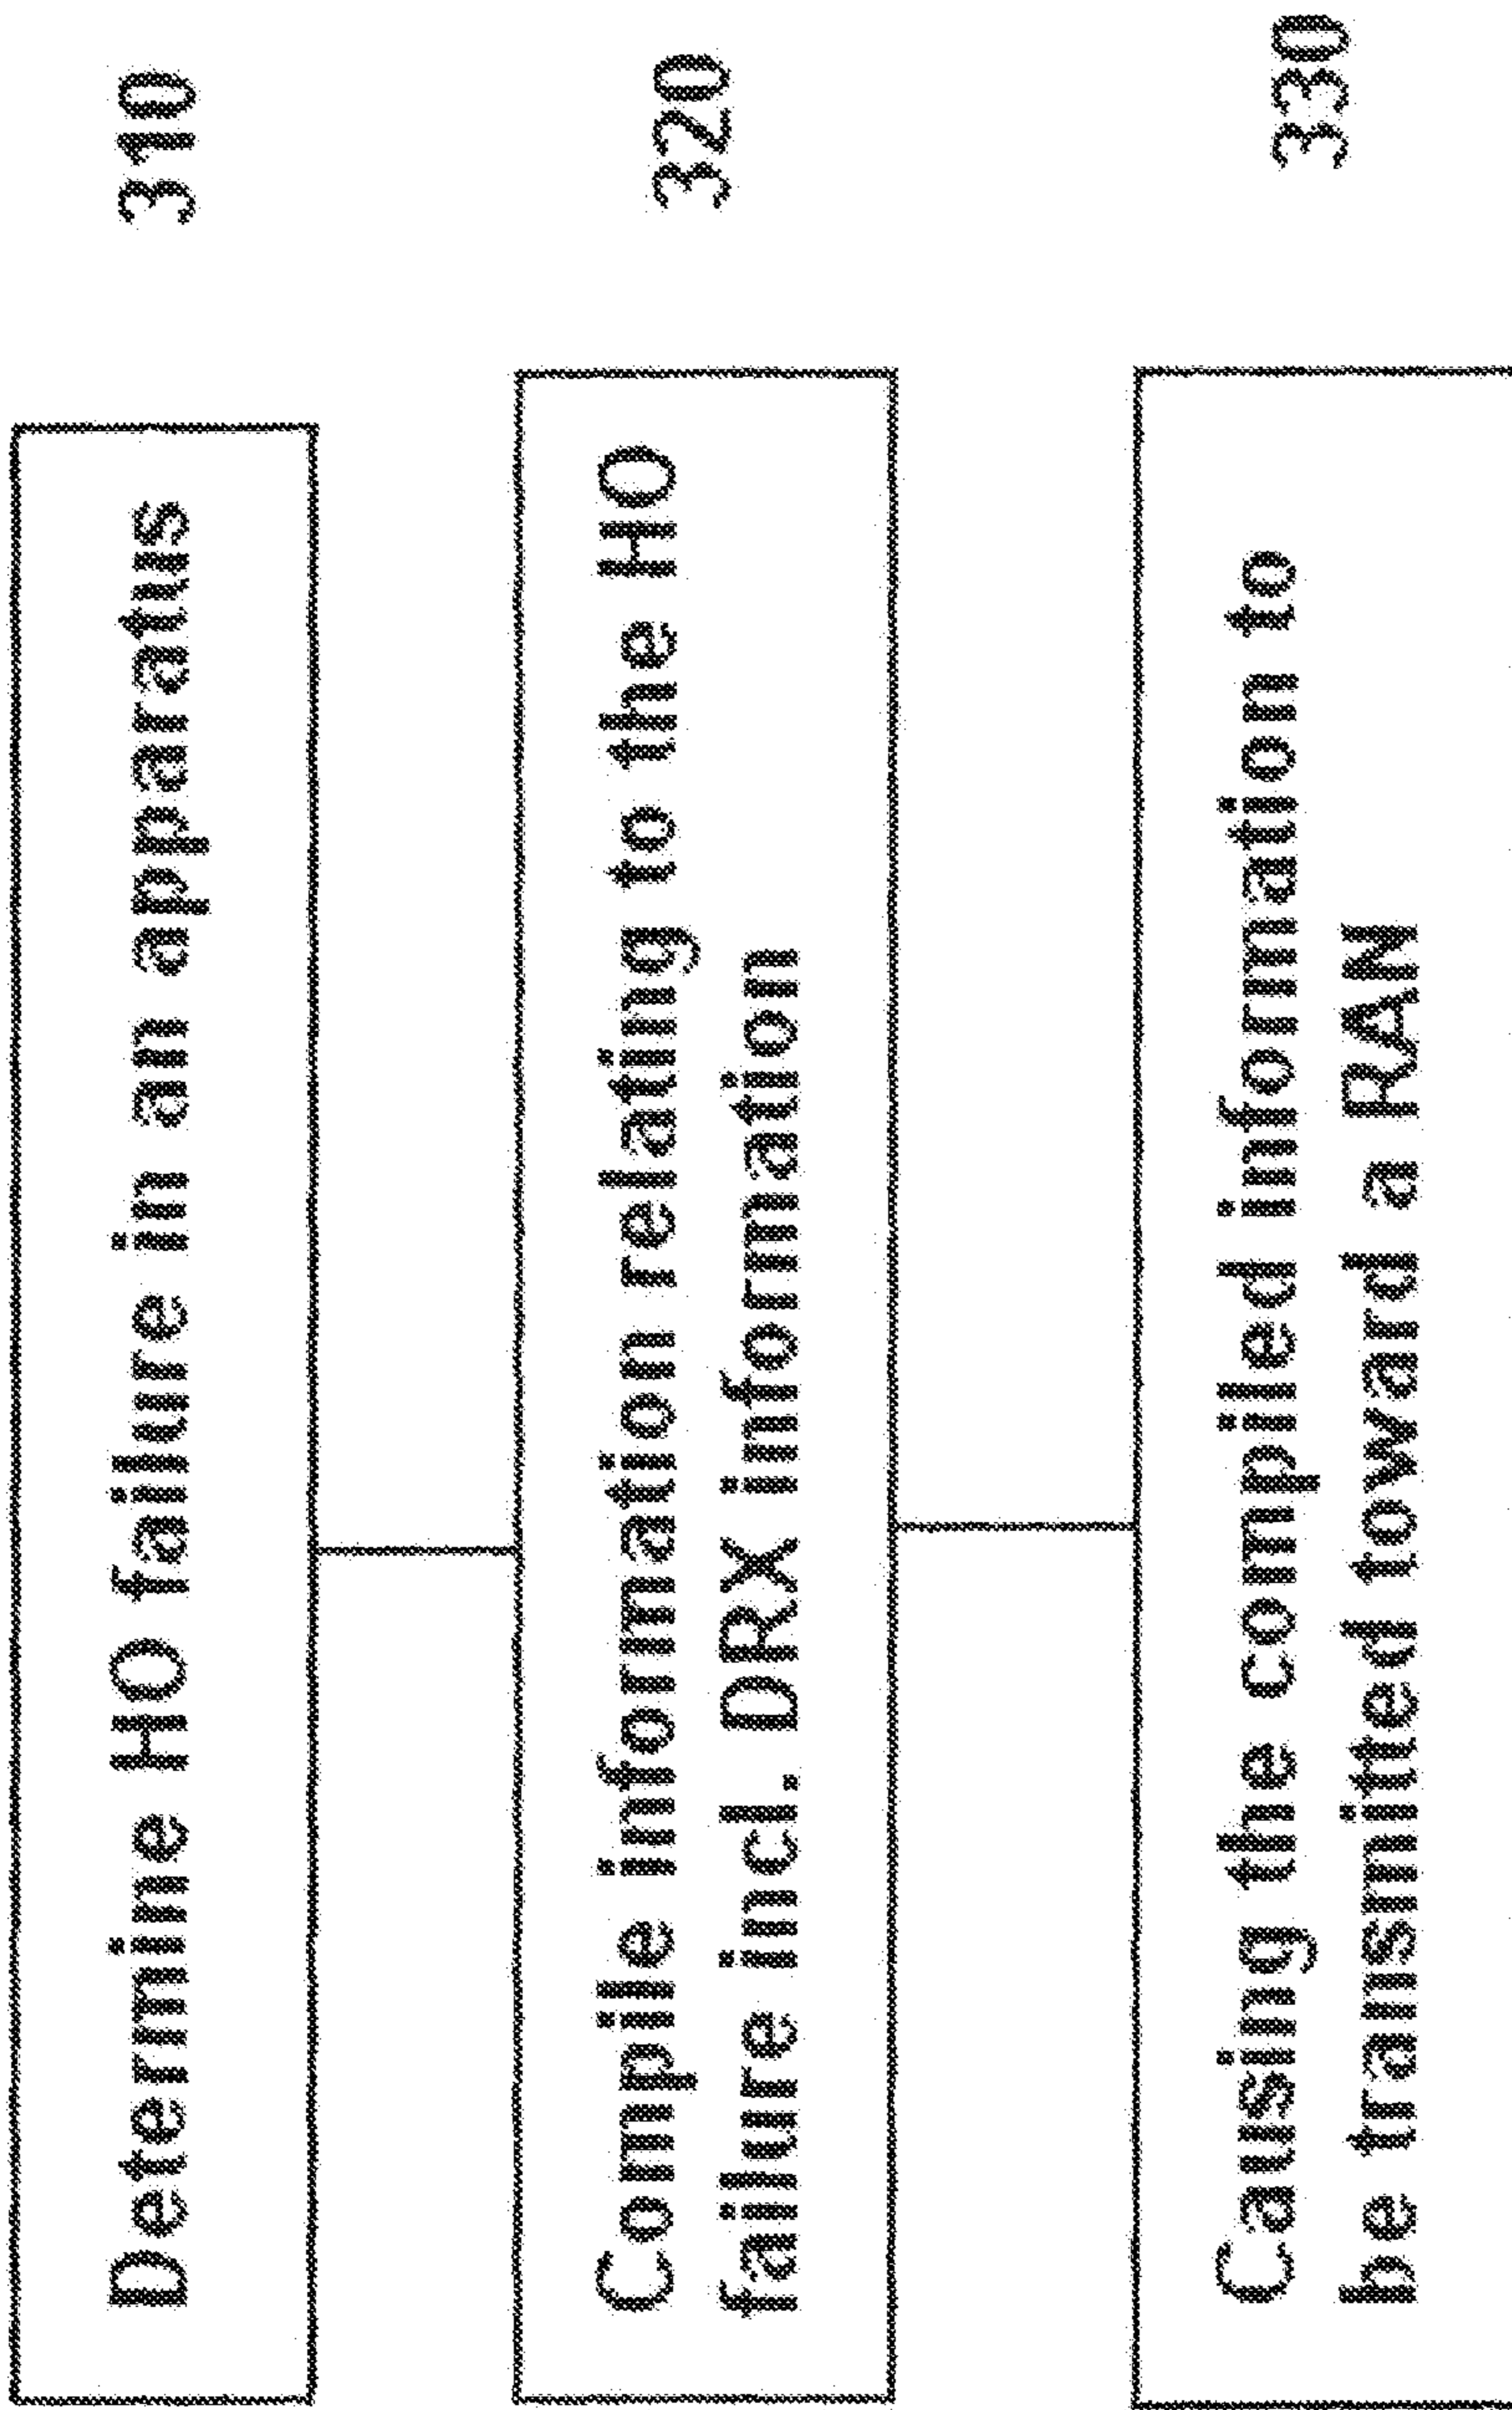 Determine HO failure in an apparatus
310
Compile information relating to the HO
failure incl. DRX information
320
Causing the compiled information to
be transmitted toward a RAN
330